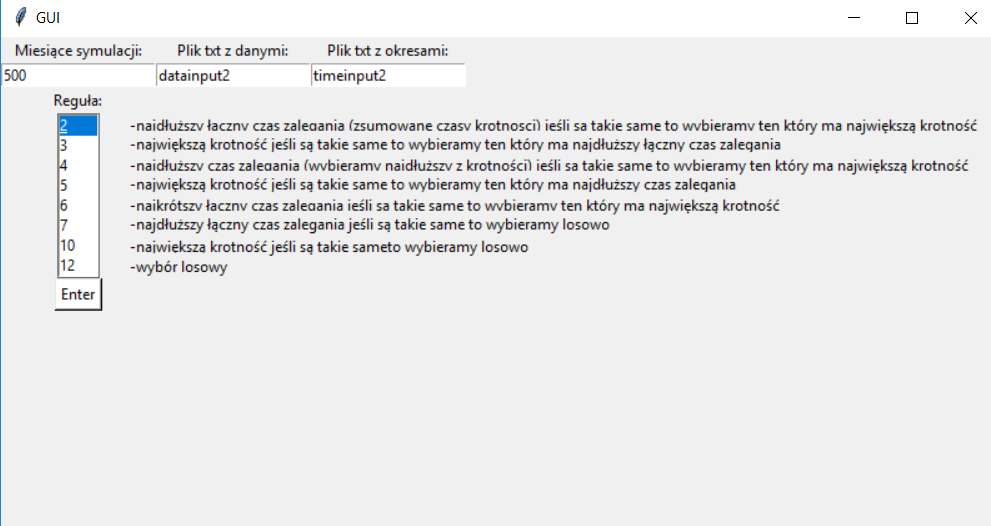 GUI
Miesiące symulacji: Plik txt z danymi: Plik txt z okresami:
500 datainput2 timeinput2
Reguła:
2 -najdłuższy łączny czas zalegania (zsumowane czasy krotnosci) jeśli są takie same to wybieramy ten który ma największą krotność
3 -największą krotność jeśli są takie same to wybieramy ten który ma najdłuższy łączny czas zalegania
4 -najdłuższy czas zalegania (wybieramy najdłuższy z krotności) jeśli są takie same to wybieramy ten który ma największą krotność
5 -największą krotność jeśli są takie same to wybieramy ten który ma najdłuższy czas zalegania
6 -najkrótszy łączny czas zalegania jeśli są takie same to wybieramy ten który ma największą krotność
7 -najdłuższy łączny czas zalegania jeśli są takie same to wybieramy losowo
10 -największą krotność jeśli są takie sameto wybieramy losowo
12 -wybór losowy
Enter